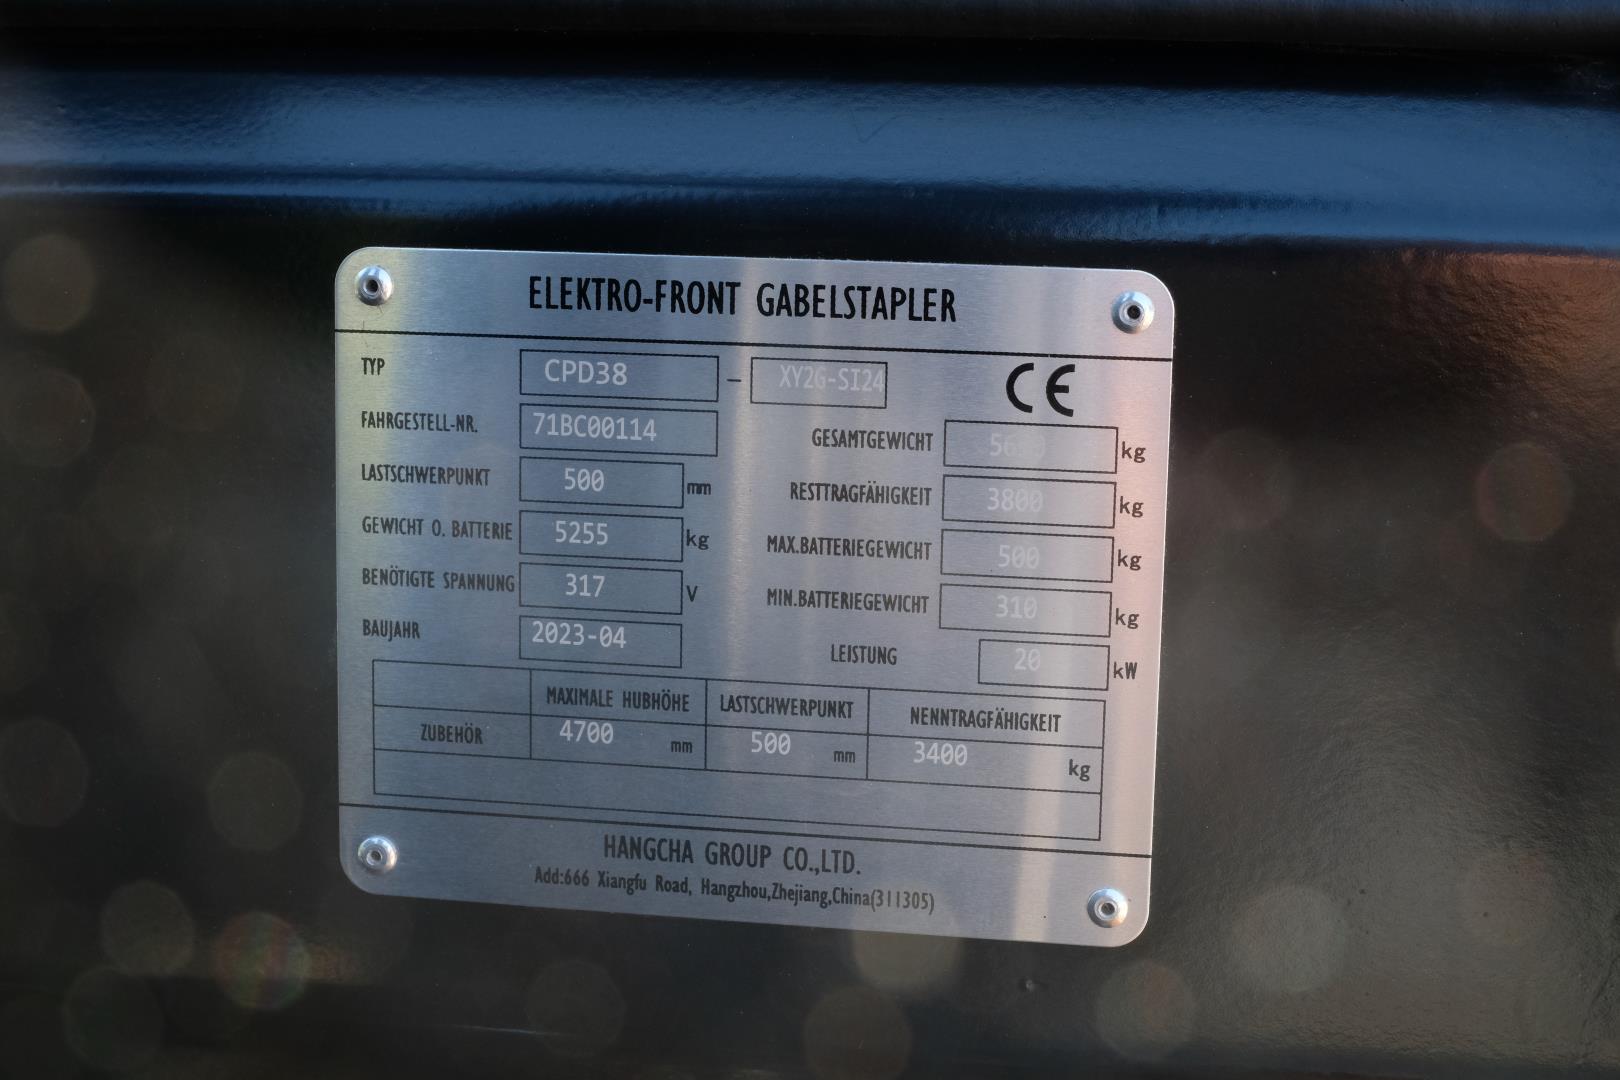 ELEKTRO-FRONT GABELSTAPLER
TYP CPD38 - XY2G-SI24 CE
FAHRGESTELL-NR. 71BC00114
GESAMTGEWICHT kg
LASTSCHWERPUNKT 500 mm
RESTTRAGFÄHIGKEIT 3800 kg
GEWICHT O. BATTERIE 5255 kg
MAX.BATTERIEGEWICHT 500 kg
BENÖTIGTE SPANNUNG 317 V
MIN.BATTERIEGEWICHT 310 kg
BAUJAHR 2023-04
LEISTUNG 20 kW
MAXIMALE HUBHÖHE LASTSCHWERPUNKT NENNTRAGFÄHIGKEIT
ZUBEHÖR 4700 mm 500 mm 3400 kg
HANGCHA GROUP CO.,LTD.
Add:666 Xiangfu Road, Hangzhou,Zhejiang,China(311305)